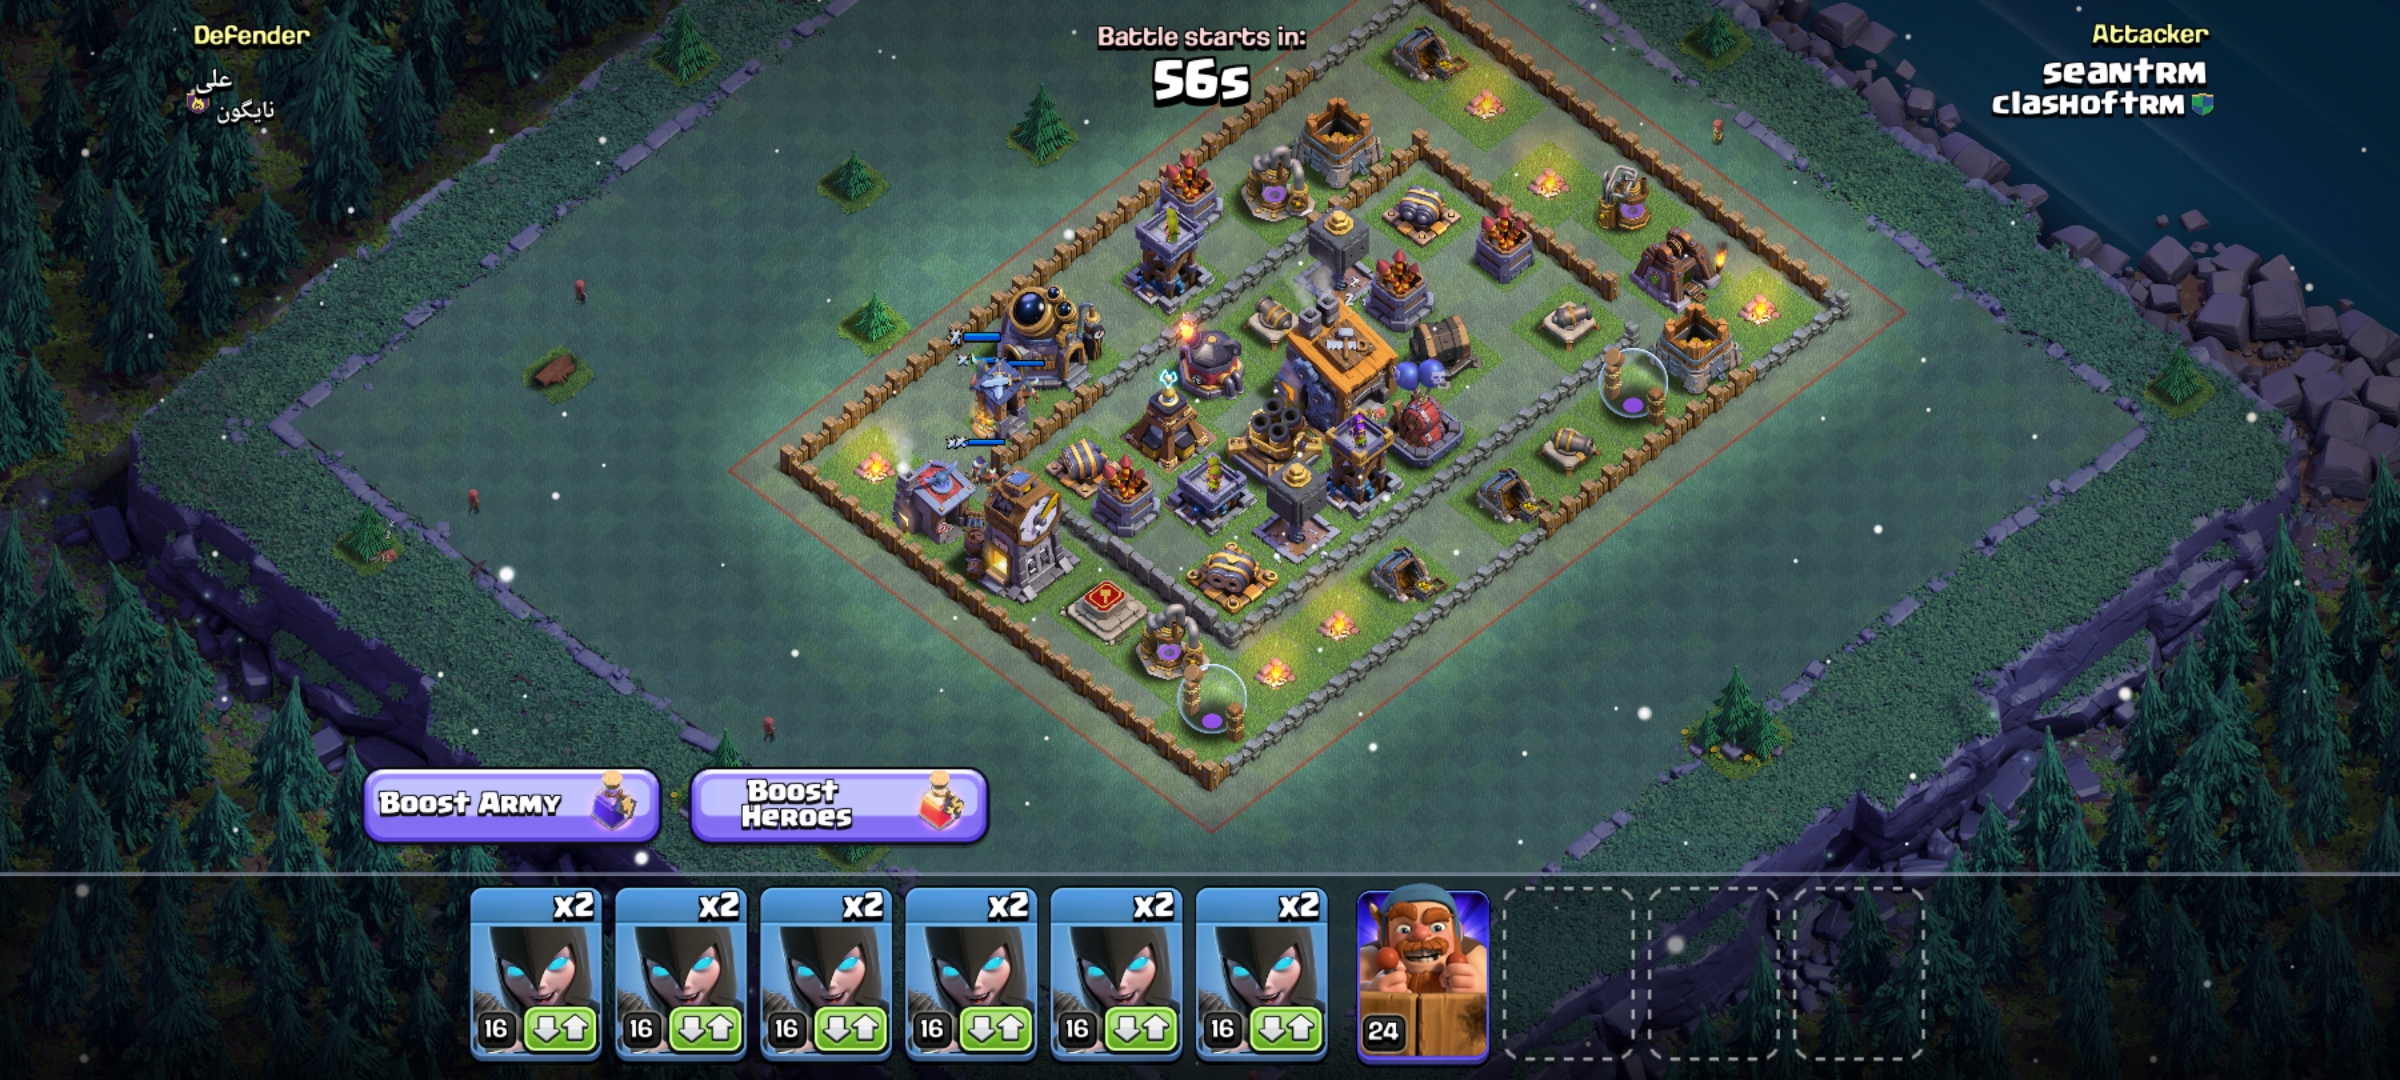 Defender
علی
نایگون
Battle starts in:
56s
Attacker
seantRM
clashoftRM
Boost Army
Boost
Heroes
x2
x2
x2
x2
x2
x2
16
16
16
16
16
16
24